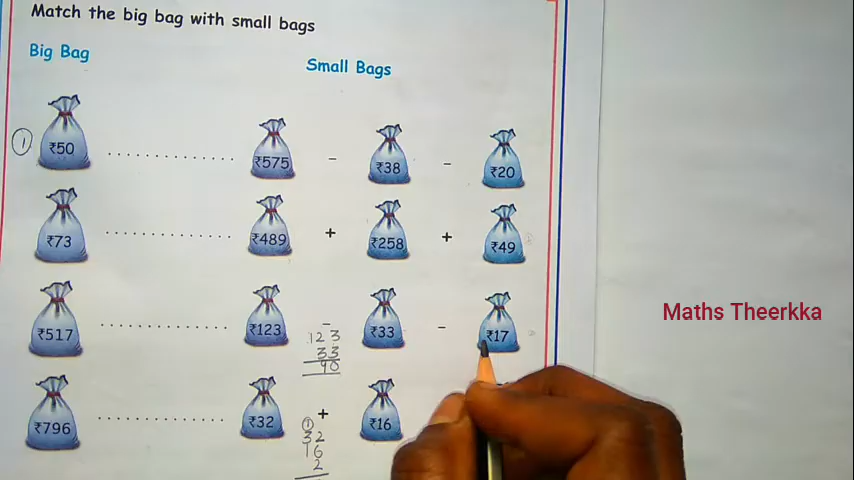 Match the big bag with small bags
Big Bag
Small Bags
① ₹50 .............. ₹575 - ₹38 - ₹20
₹73 .............. ₹489 + ₹258 + ₹49
₹517 .............. ₹123 - ₹33 - ₹17
123
33
90
₹796 .............. ₹32 + ₹16
①
32
16
2
Maths Theerkka